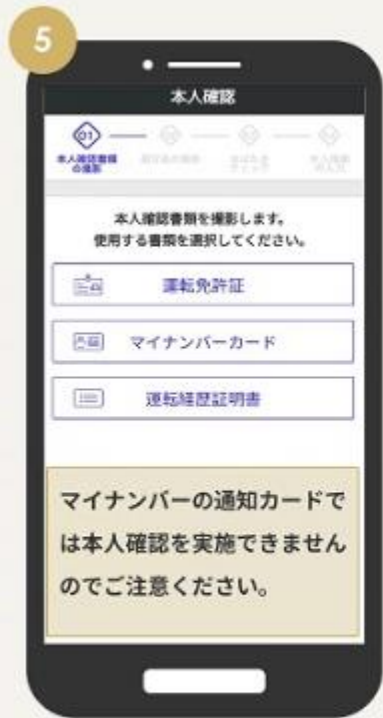 5
本人確認
01
本人確認書類
の撮影
本人確認書類を撮影します。
使用する書類を選択してください。
運転免許証
マイナンバーカード
運転経歴証明書
マイナンバーの通知カードで
は本人確認を実施できません
のでご注意ください。